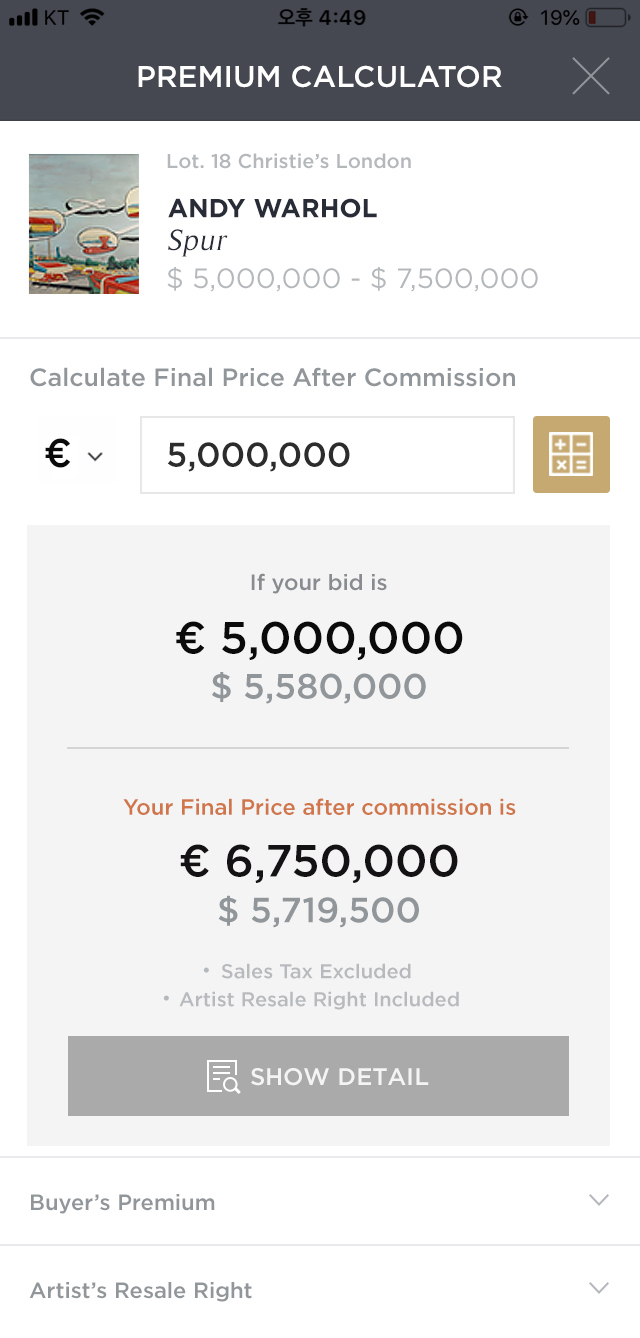 KT 오후 4:49 19%
PREMIUM CALCULATOR
Lot. 18 Christie's London
ANDY WARHOL
Spur
$ 5,000,000 - $ 7,500,000
Calculate Final Price After Commission
€ 5,000,000
If your bid is
€ 5,000,000
$ 5,580,000
Your Final Price after commission is
€ 6,750,000
$ 5,719,500
• Sales Tax Excluded
• Artist Resale Right Included
SHOW DETAIL
Buyer's Premium
Artist's Resale Right